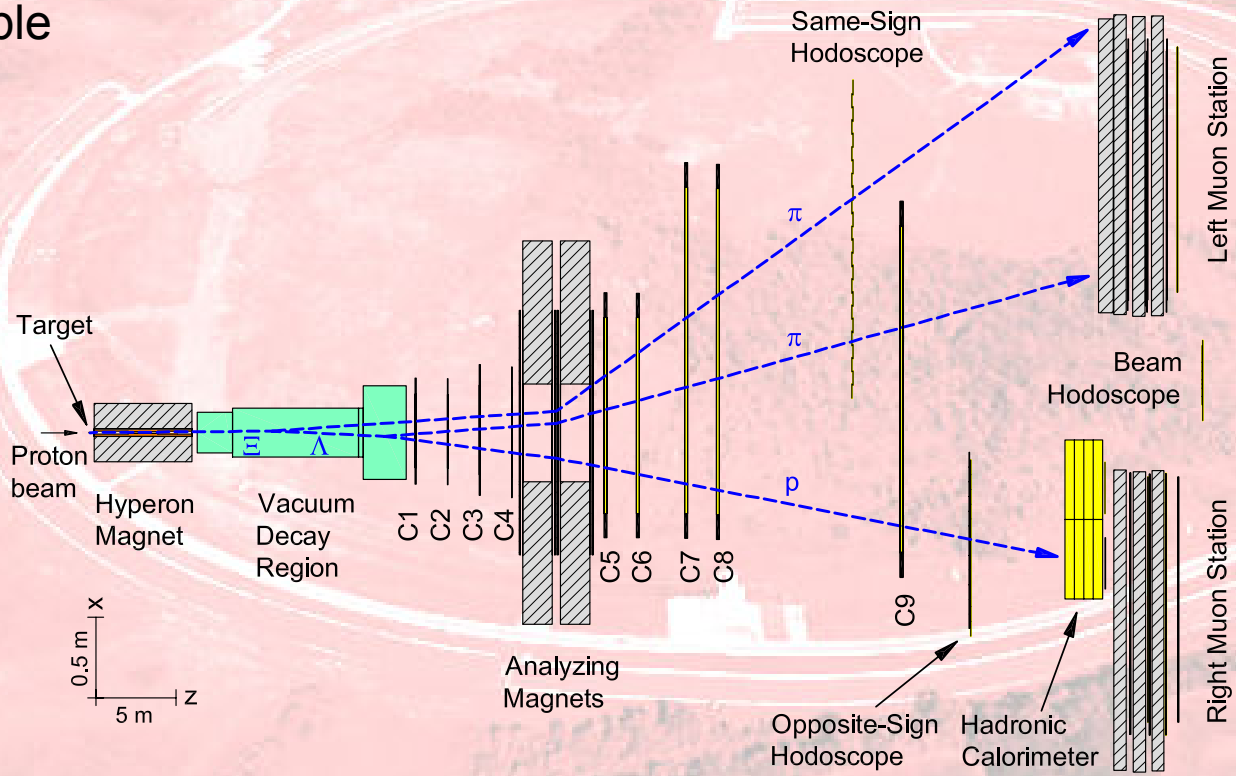 Same-Sign
Hodoscope
Left Muon Station
π
π
Target
Beam
Hodoscope
Proton
beam
Ξ
Λ
p
Hyperon
Magnet
Vacuum
Decay
Region
C1
C2
C3
C4
C5
C6
C7
C8
C9
Right Muon Station
x
0.5 m
z
5 m
Analyzing
Magnets
Opposite-Sign
Hodoscope
Hadronic
Calorimeter